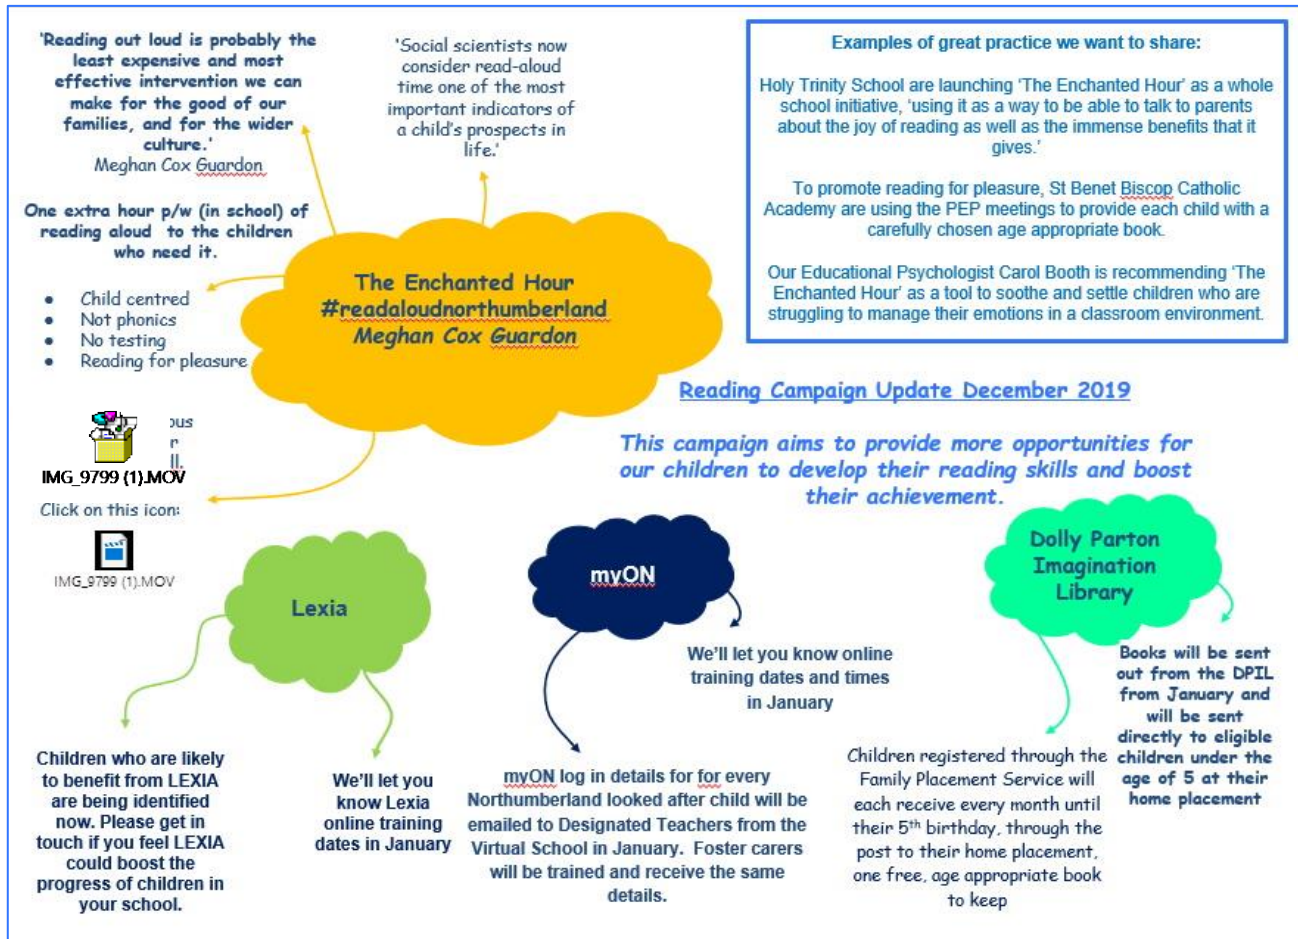 'Reading out loud is probably the
least expensive and most
effective intervention we can
make for the good of our
families, and for the wider
culture.'
Meghan Cox Guardon
'Social scientists now
consider read-aloud
time one of the most
important indicators of
a child's prospects in
life.'
Examples of great practice we want to share:
Holy Trinity School are launching 'The Enchanted Hour' as a whole
school initiative, 'using it as a way to be able to talk to parents
about the joy of reading as well as the immense benefits that it
gives.'
To promote reading for pleasure, St Benet Biscop Catholic
Academy are using the PEP meetings to provide each child with a
carefully chosen age appropriate book.
Our Educational Psychologist Carol Booth is recommending 'The
Enchanted Hour' as a tool to soothe and settle children who are
struggling to manage their emotions in a classroom environment.
One extra hour p/w (in school) of
reading aloud to the children
who need it.
• Child centred
• Not phonics
• No testing
• Reading for pleasure
The Enchanted Hour
#readaloudnorthumberland
Meghan Cox Guardon
Reading Campaign Update December 2019
This campaign aims to provide more opportunities for
our children to develop their reading skills and boost
their achievement.
IMG_9799 (1).MOV
Click on this icon:
IMG_9799 (1).MOV
Lexia
Children who are likely
to benefit from LEXIA
are being identified
now. Please get in
touch if you feel LEXIA
could boost the
progress of children in
your school.
We'll let you
know Lexia
online training
dates in January
myON
We'll let you know online
training dates and times
in January
myON log in details for for every
Northumberland looked after child will be
emailed to Designated Teachers from the
Virtual School in January. Foster carers
will be trained and receive the same
details.
Dolly Parton
Imagination
Library
Children registered through the
Family Placement Service will
each receive every month until
their 5th birthday, through the
post to their home placement,
one free, age appropriate book
to keep
Books will be sent
out from the DPIL
from January and
will be sent
directly to eligible
children under the
age of 5 at their
home placement